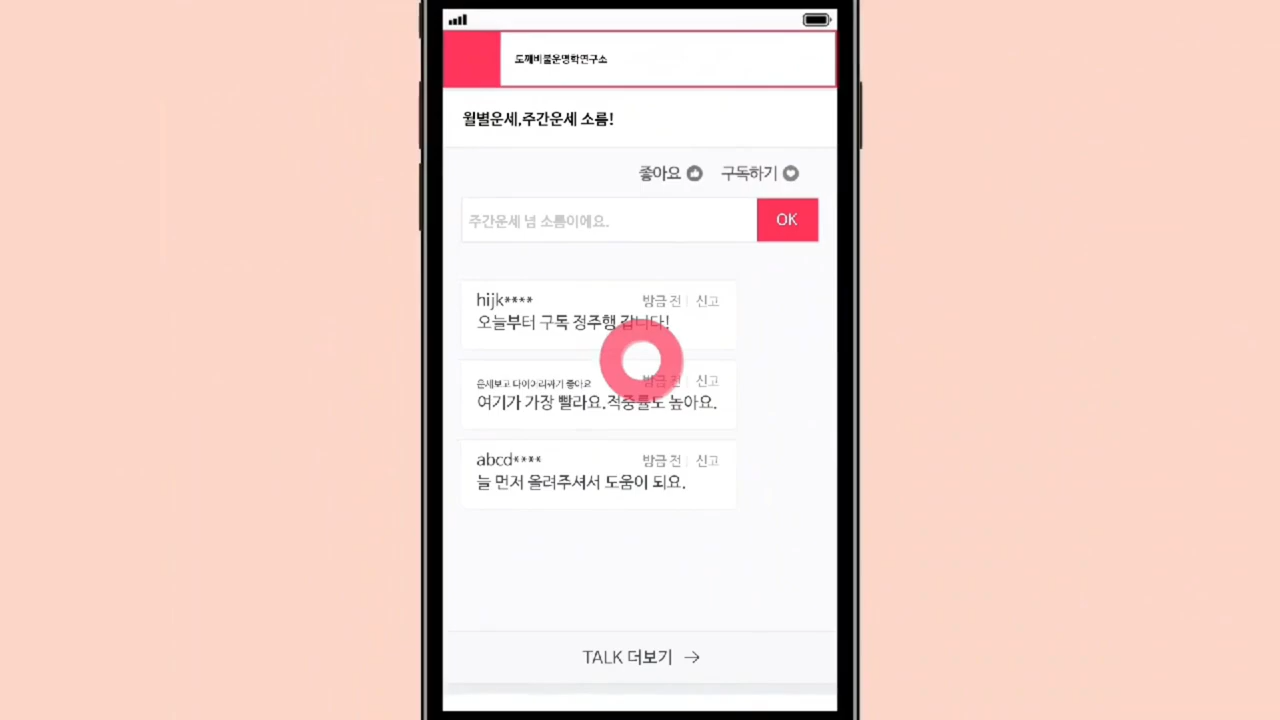 도깨비불운명학연구소
월별운세,주간운세 소름!
좋아요 구독하기
주간운세 넘 소름이에요.
OK
hijk**** 방금 전 | 신고
오늘부터 구독 정주행 갑니다!
운세보고 다이어리짜기 좋아요 방금 전 | 신고
여기가 가장 빨라요.적중률도 높아요.
abcd**** 방금 전 | 신고
늘 먼저 올려주셔서 도움이 되요.
TALK 더보기 →